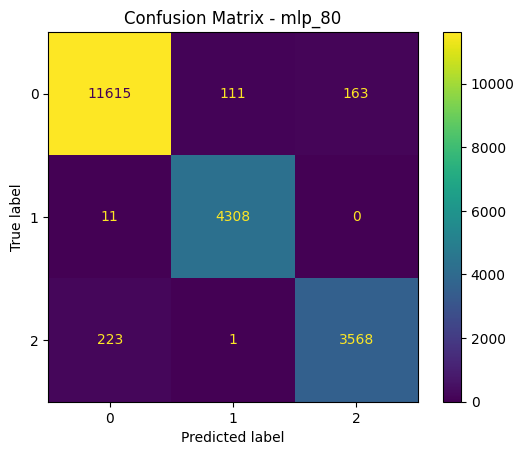 Confusion Matrix - mlp_80
0 11615 111 163
1 11 4308 0
2 223 1 3568
0 1 2
Predicted label
True label
10000
8000
6000
4000
2000
0